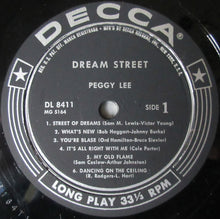 DECCA
DREAM STREET
PEGGY LEE
DL 8411
MG 5164
SIDE 1
1. STREET OF DREAMS (Sam M. Lewis-Victor Young)
2. WHAT'S NEW (Bob Haggart-Johnny Burke)
3. YOU'RE BLASE (Ord Hamilton-Bruce Sievier)
4. IT'S ALL RIGHT WITH ME (Cole Porter)
5. MY OLD FLAME
(Sam Coslow-Arthur Johnston)
6. DANCING ON THE CEILING
(R. Rodgers-L. Hart)
LONG PLAY 33⅓ RPM